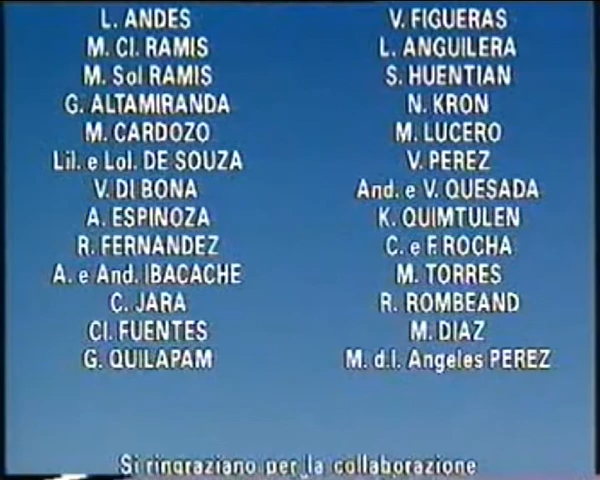 L. ANDES
M. Cl. RAMIS
M. Sol RAMIS
G. ALTAMIRANDA
M. CARDOZO
Lil. e Lol. DE SOUZA
V. DI BONA
A. ESPINOZA
R. FERNANDEZ
A. e And. IBACACHE
C. JARA
Cl. FUENTES
G. QUILAPAM
V. FIGUERAS
L. ANGUILERA
S. HUENTIAN
N. KRON
M. LUCERO
V. PEREZ
And. e V. QUESADA
K. QUIMTULEN
C. e F. ROCHA
M. TORRES
R. ROMBEAND
M. DIAZ
M. d.l. Angeles PEREZ
Si ringraziano per la collaborazione